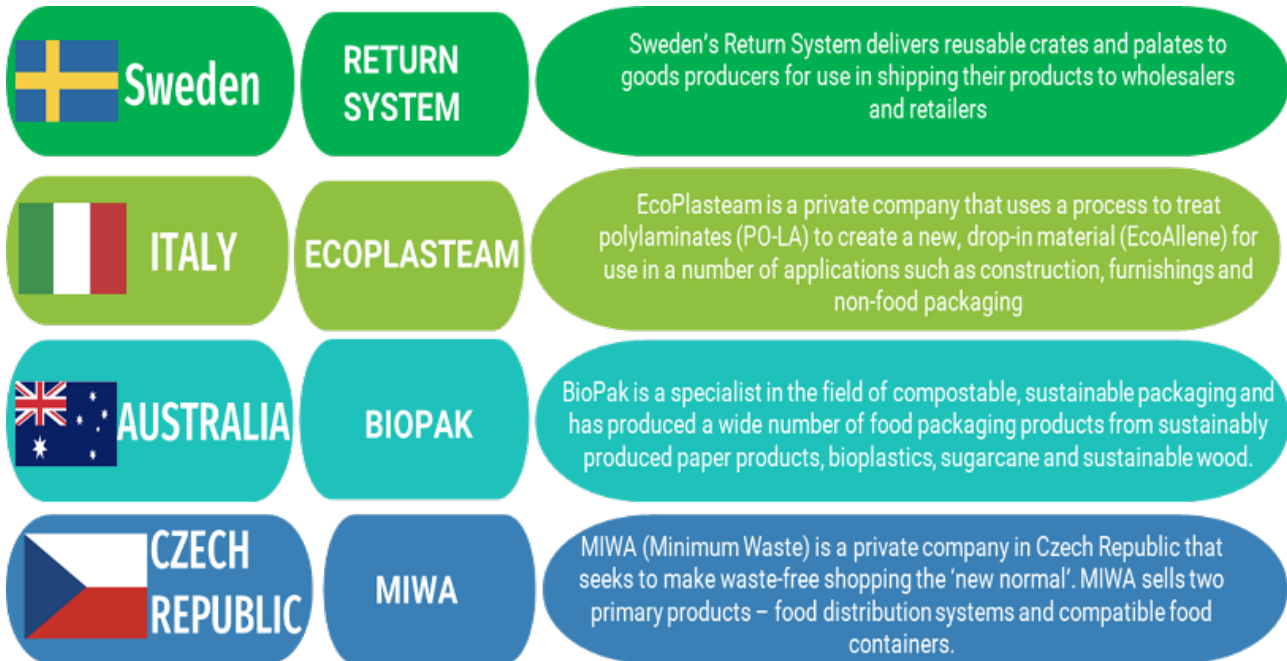 Sweden
RETURN
SYSTEM
Sweden's Return System delivers reusable crates and palates to
goods producers for use in shipping their products to wholesalers
and retailers
ITALY
ECOPLASTEAM
EcoPlasteam is a private company that uses a process to treat
polylaminates (PO-LA) to create a new, drop-in material (EcoAllene) for
use in a number of applications such as construction, furnishings and
non-food packaging
AUSTRALIA
BIOPAK
BioPak is a specialist in the field of compostable, sustainable packaging and
has produced a wide number of food packaging products from sustainably
produced paper products, bioplastics, sugarcane and sustainable wood.
CZECH
REPUBLIC
MIWA
MIWA (Minimum Waste) is a private company in Czech Republic that
seeks to make waste-free shopping the ‘new normal’. MIWA sells two
primary products – food distribution systems and compatible food
containers.